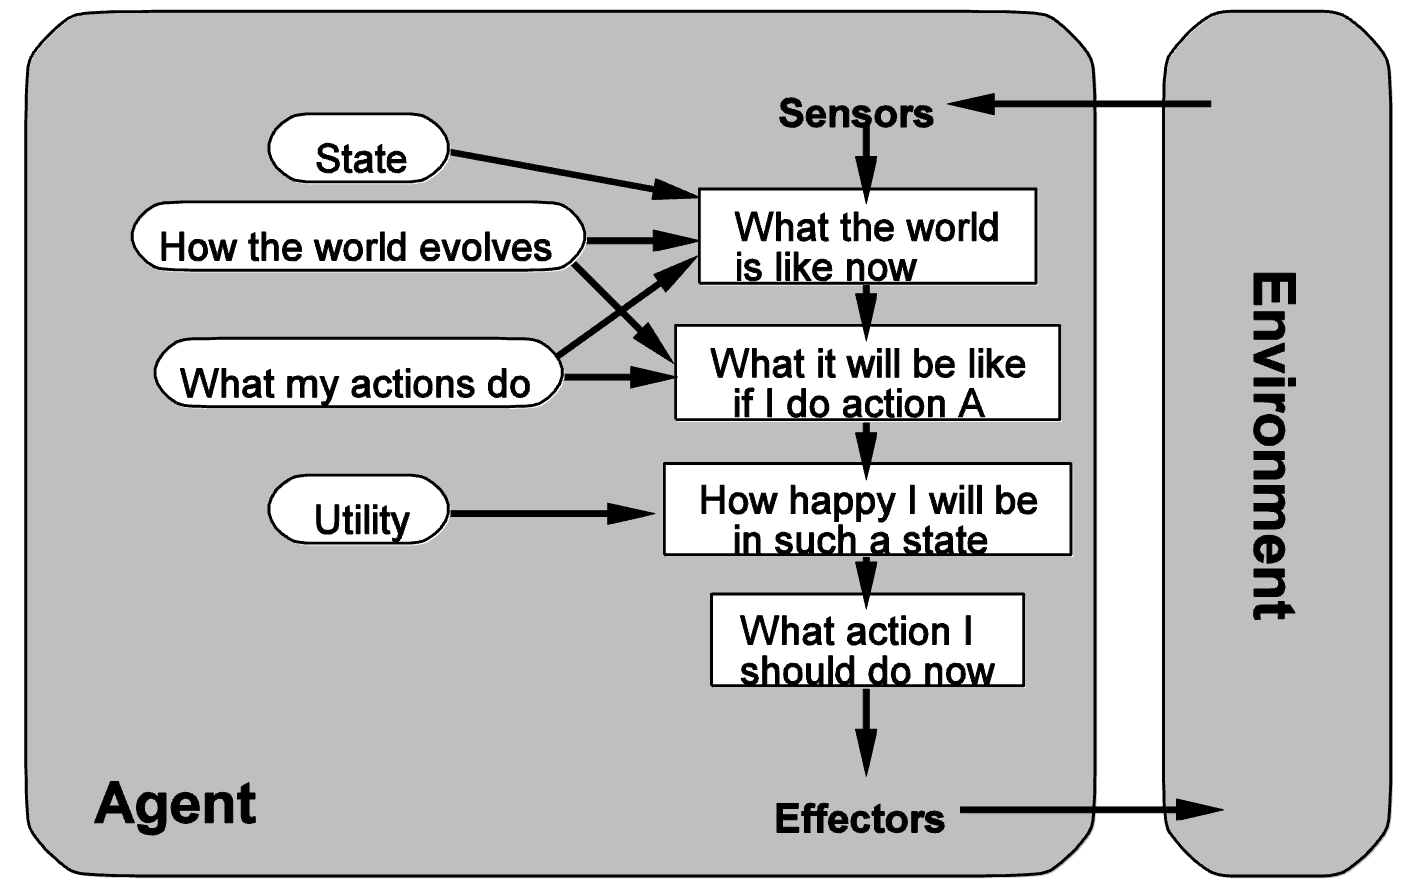 Sensors
State
What the world
is like now
How the world evolves
What it will be like
if I do action A
What my actions do
How happy I will be
in such a state
Utility
What action I
should do now
Agent
Effectors
Environment